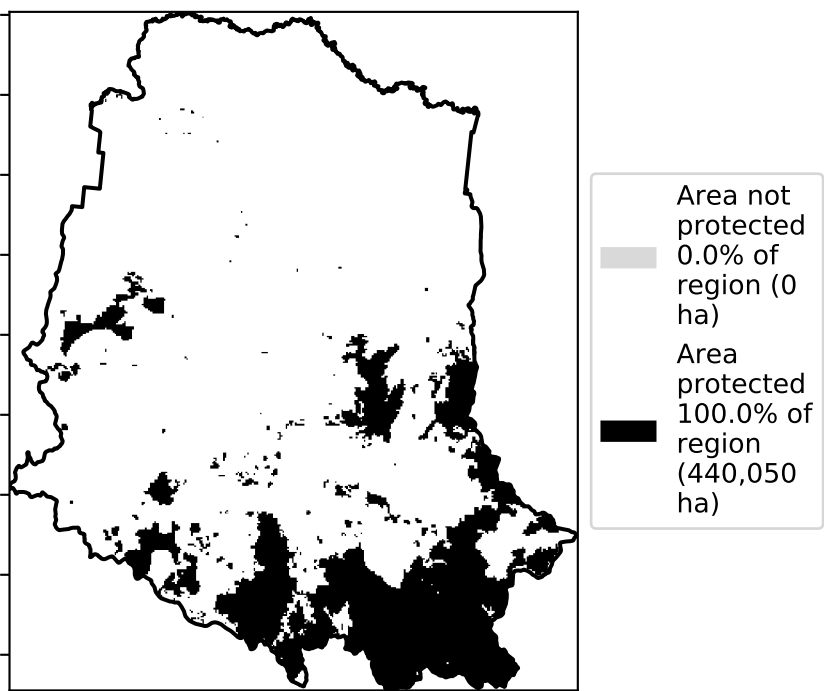 Area not
protected
0.0% of
region (0
ha)
Area
protected
100.0% of
region
(440,050
ha)